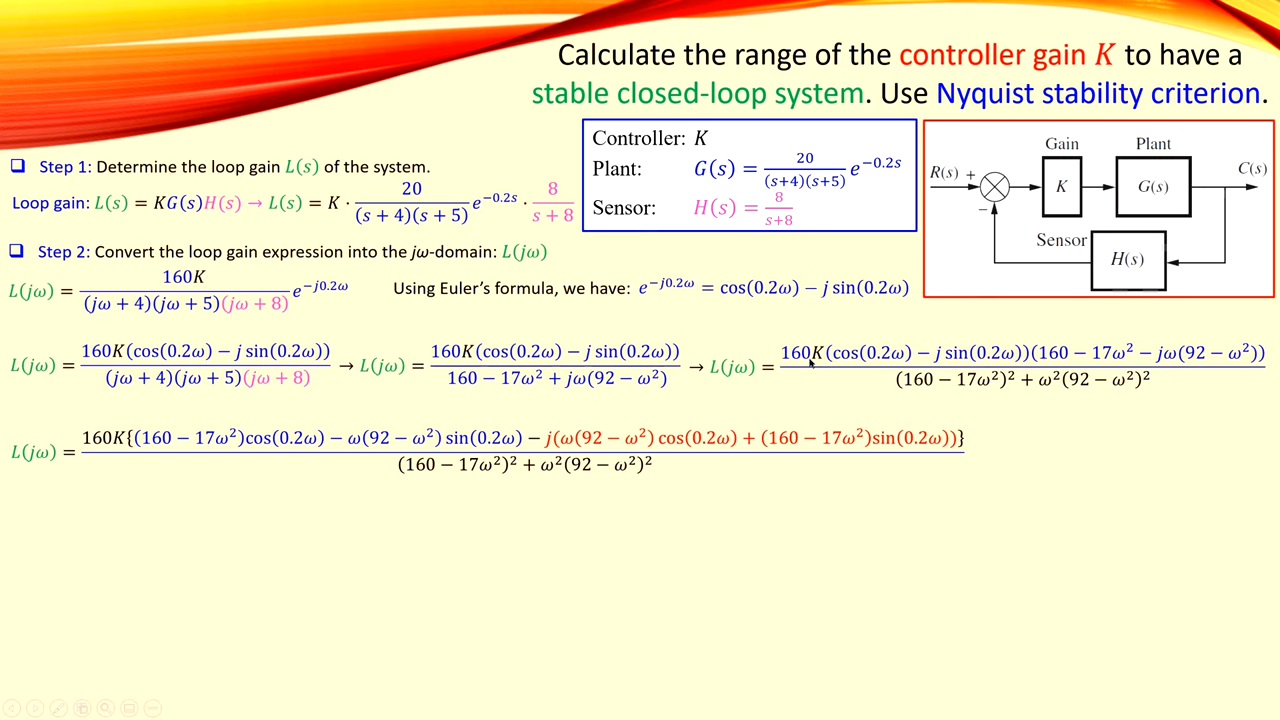 Calculate the range of the controller gain K to have a
stable closed-loop system. Use Nyquist stability criterion.
❑ Step 1: Determine the loop gain L(s) of the system.
Loop gain: L(s) = KG(s)H(s) → L(s) = K · 20/((s + 4)(s + 5)) e^{−0.2s} · 8/(s + 8)
Controller: K
Plant: G(s) = 20/((s+4)(s+5)) e^{−0.2s}
Sensor: H(s) = 8/(s+8)
Gain Plant
R(s) + K G(s) C(s)
−
Sensor
H(s)
❑ Step 2: Convert the loop gain expression into the jω-domain: L(jω)
L(jω) = 160K/((jω + 4)(jω + 5)(jω + 8)) e^{−j0.2ω} Using Euler’s formula, we have: e^{−j0.2ω} = cos(0.2ω) − j sin(0.2ω)
L(jω) = 160K(cos(0.2ω) − j sin(0.2ω))/((jω + 4)(jω + 5)(jω + 8)) → L(jω) = 160K(cos(0.2ω) − j sin(0.2ω))/(160 − 17ω² + jω(92 − ω²)) → L(jω) = 160K(cos(0.2ω) − j sin(0.2ω))(160 − 17ω² − jω(92 − ω²))/((160 − 17ω²)² + ω²(92 − ω²)²)
L(jω) = 160K{(160 − 17ω²)cos(0.2ω) − ω(92 − ω²) sin(0.2ω) − j(ω(92 − ω²) cos(0.2ω) + (160 − 17ω²)sin(0.2ω))}/((160 − 17ω²)² + ω²(92 − ω²)²)